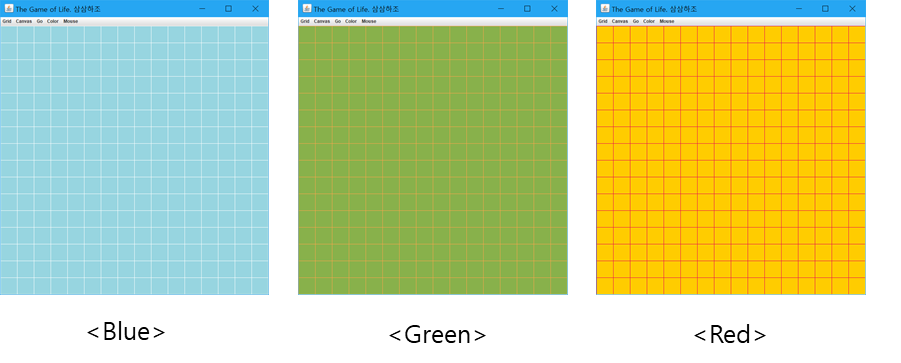 The Game of Life. 삼삼하조
Grid Canvas Go Color Mouse
The Game of Life. 삼삼하조
Grid Canvas Go Color Mouse
The Game of Life. 삼삼하조
Grid Canvas Go Color Mouse
<Blue>
<Green>
<Red>